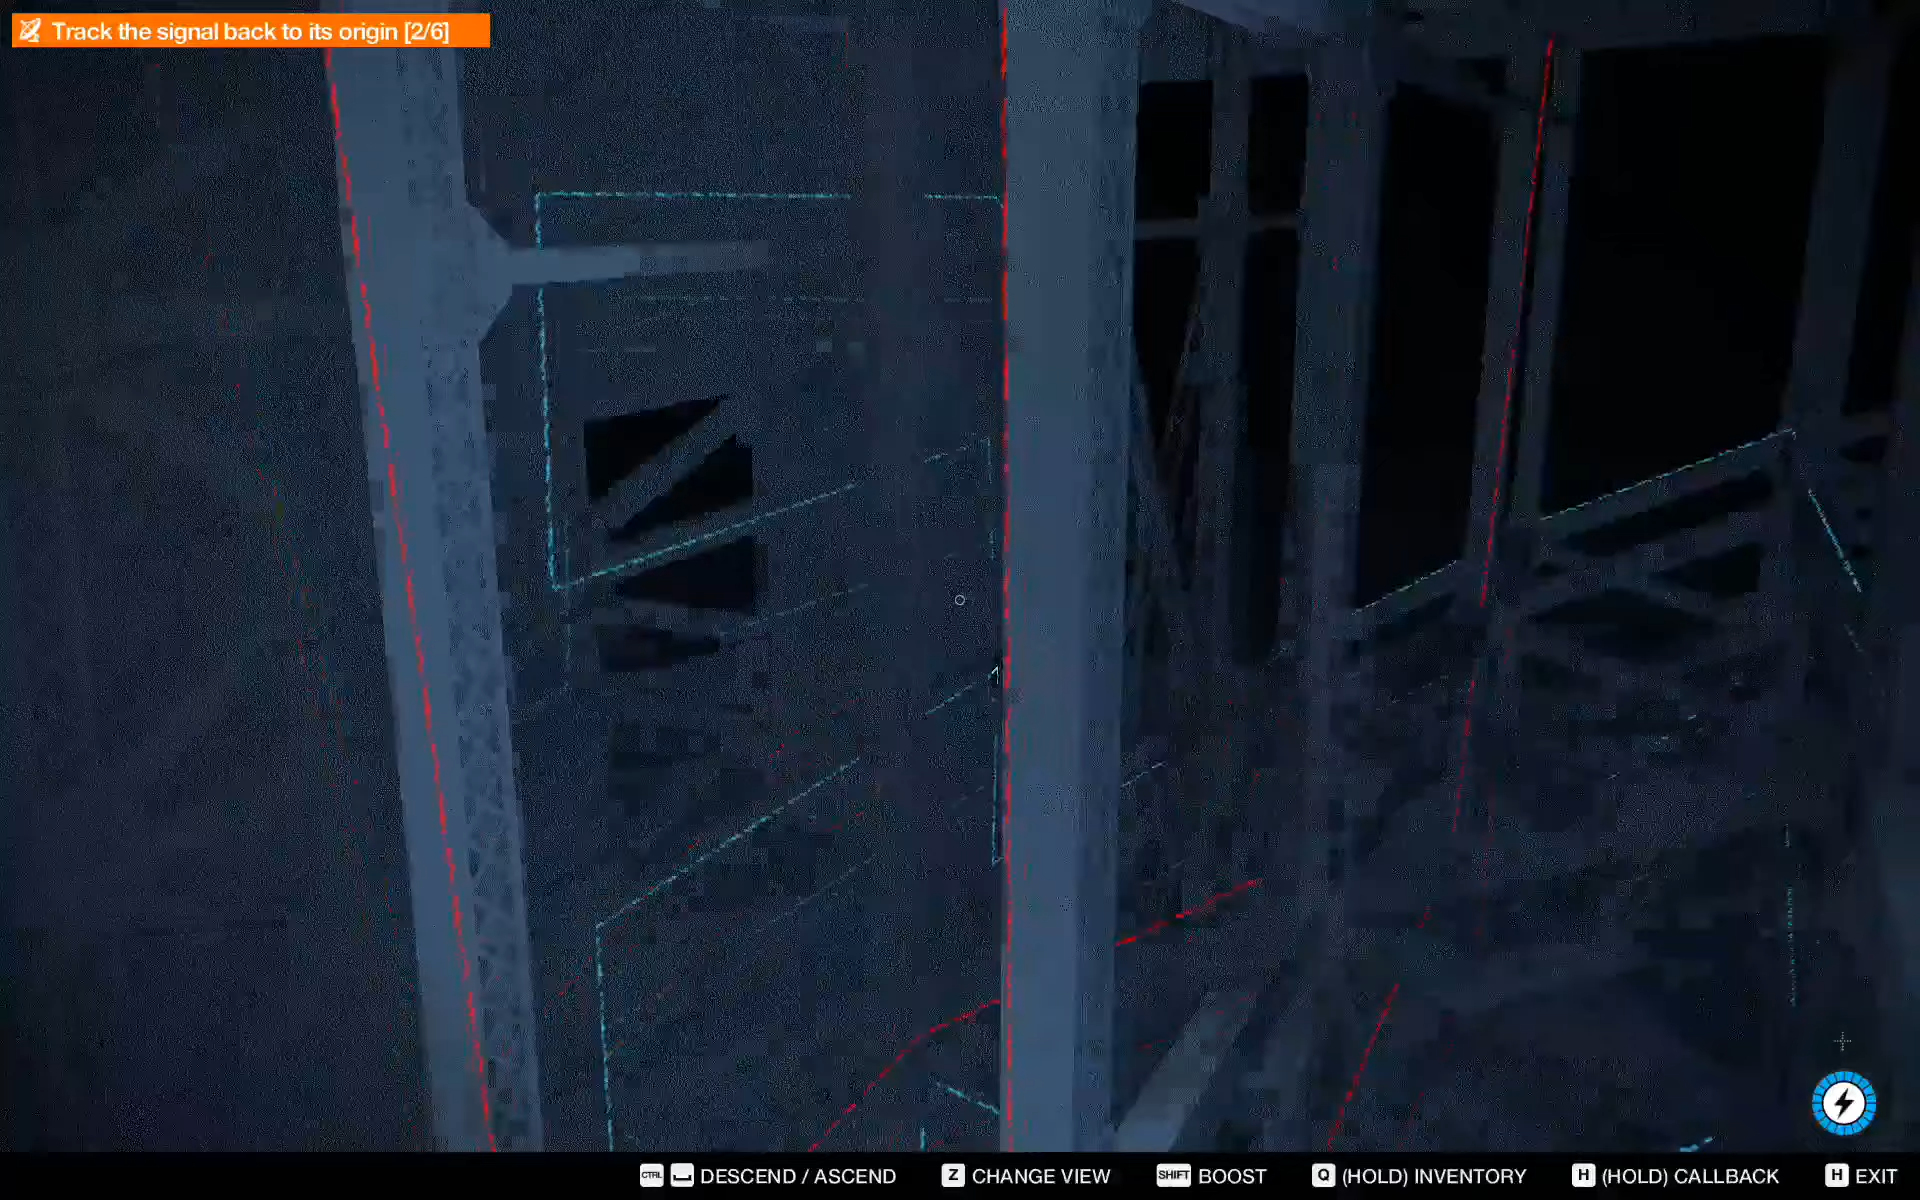 Track the signal back to its origin [2/6]
CTRL DESCEND / ASCEND Z CHANGE VIEW SHIFT BOOST Q (HOLD) INVENTORY H (HOLD) CALLBACK H EXIT